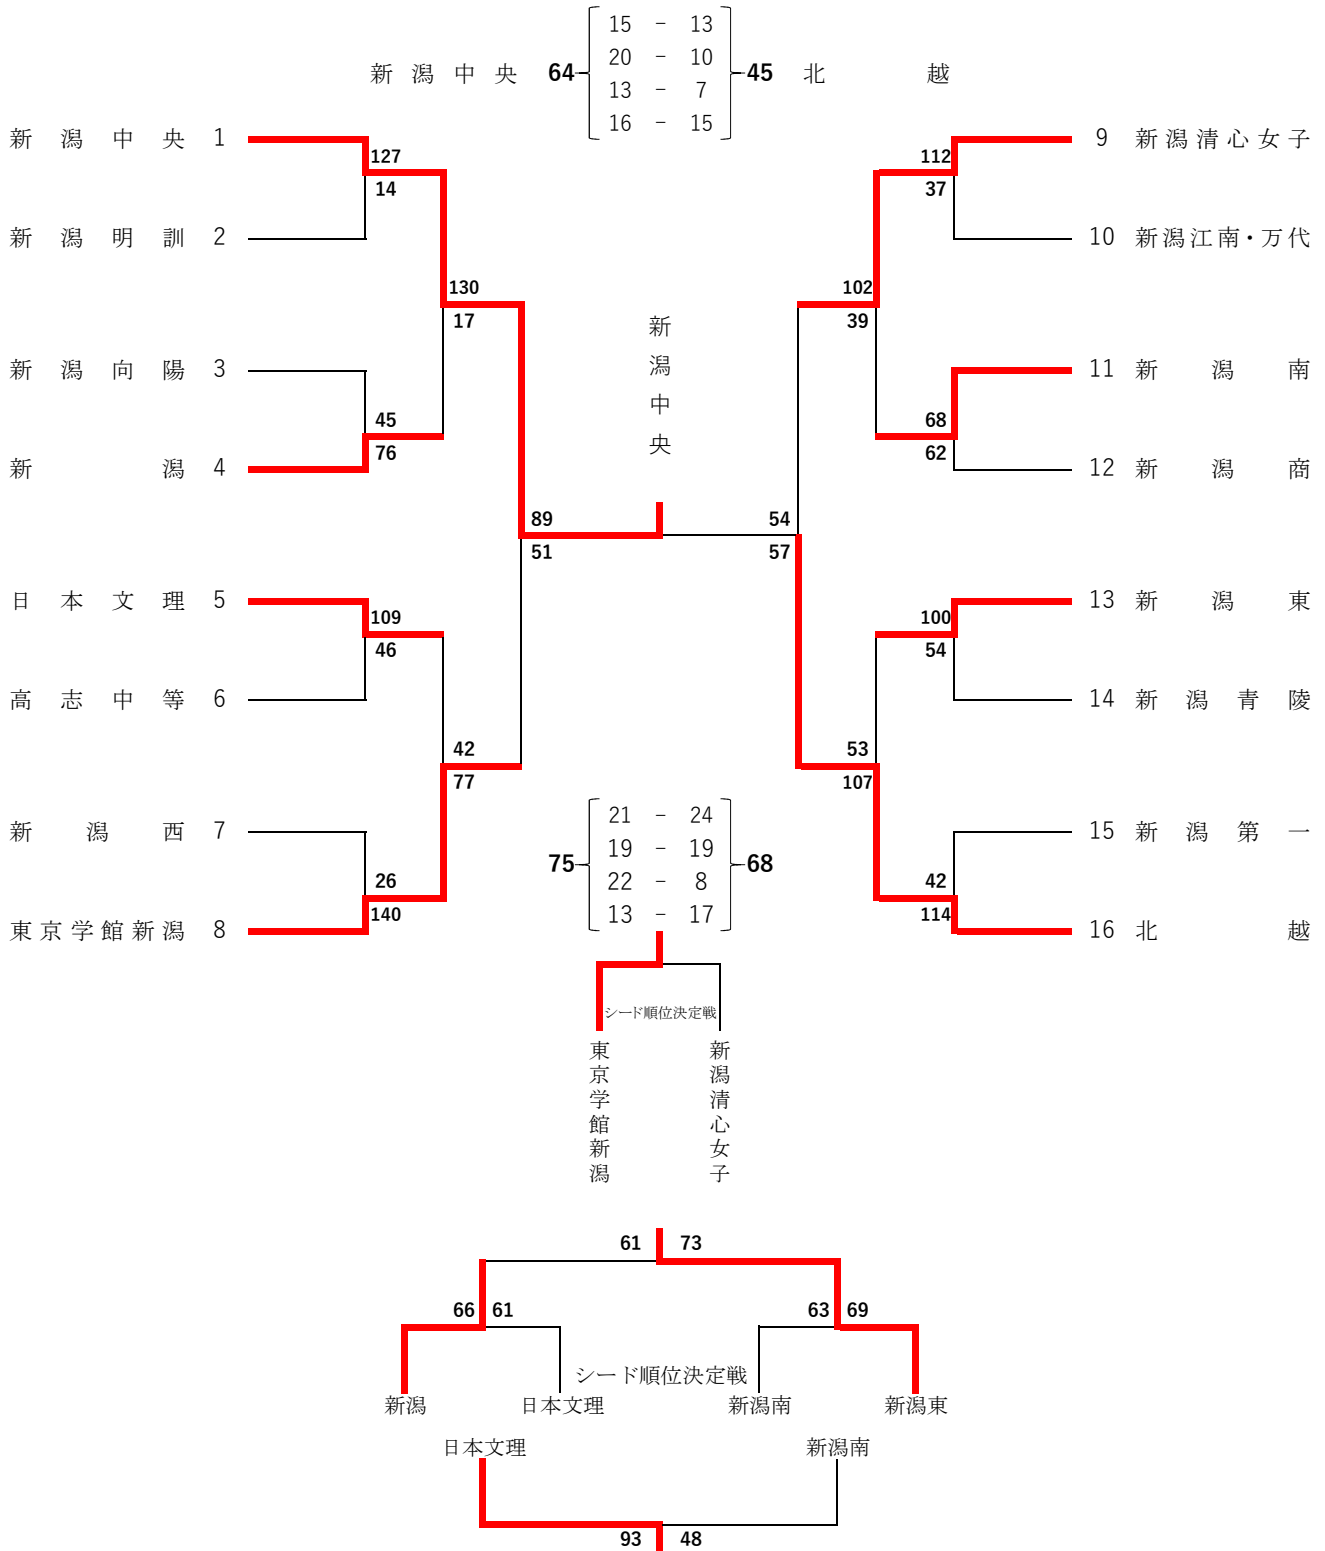 15 － 13
20 － 10
新潟中央 64 45 北越
13 － 7
16 － 15
新潟中央 1
9 新潟清心女子
127
112
14
37
新潟明訓 2
10 新潟江南・万代
130
102
17
39
新潟中央
新潟向陽 3
11 新潟南
45
68
76
62
新潟 4
12 新潟商
89
54
51
57
日本文理 5
13 新潟東
109
100
46
54
高志中等 6
14 新潟青陵
42
53
77
107
21 － 24
新潟西 7
15 新潟第一
19 － 19
75 68
22 － 8
26
42
13 － 17
140
114
東京学館新潟 8
16 北越
シード順位決定戦
東京学館新潟
新潟清心女子
61 73
66 61
63 69
シード順位決定戦
新潟 日本文理 新潟南 新潟東
日本文理 新潟南
93 48